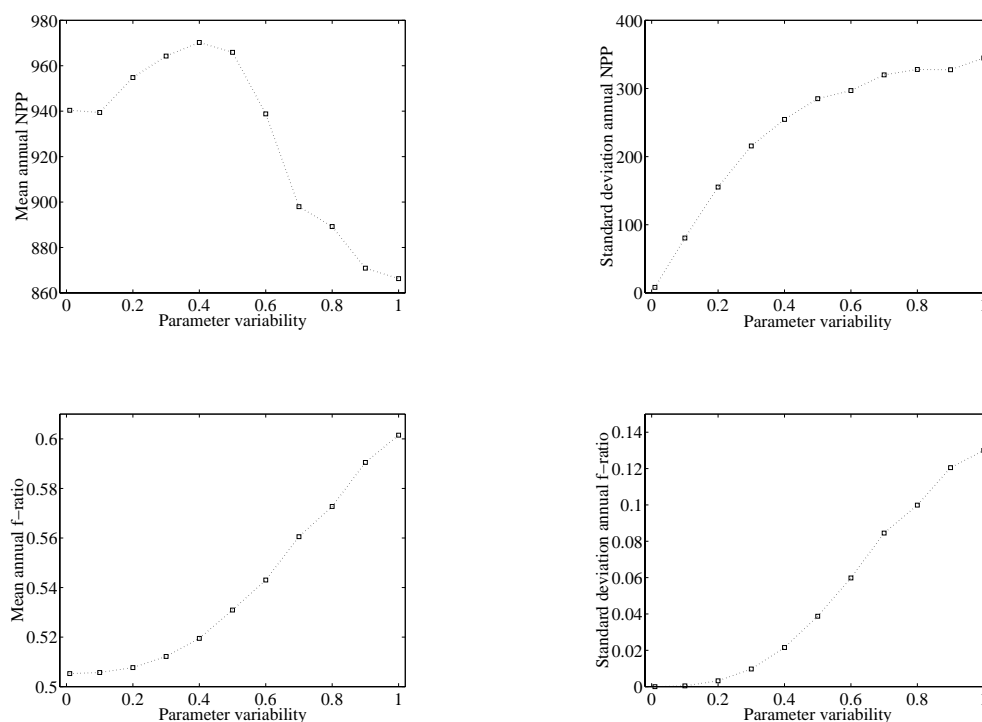 980
960
940
920
900
880
860
Mean annual NPP
0 0.2 0.4 0.6 0.8 1
Parameter variability
400
300
200
100
0
Standard deviation annual NPP
0 0.2 0.4 0.6 0.8 1
Parameter variability
0.6
0.58
0.56
0.54
0.52
0.5
Mean annual f−ratio
0 0.2 0.4 0.6 0.8 1
Parameter variability
0.14
0.12
0.1
0.08
0.06
0.04
0.02
0
Standard deviation annual f−ratio
0 0.2 0.4 0.6 0.8 1
Parameter variability